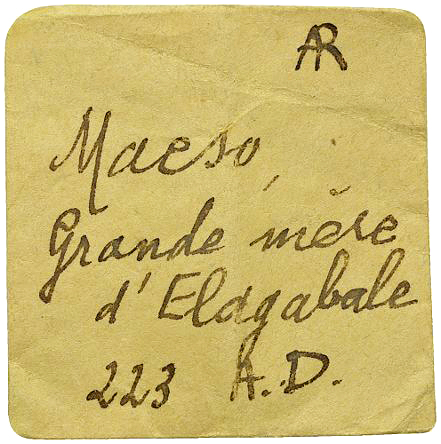 AR
Maeso,
Grande mère
d'Elagabale
223 A.D.